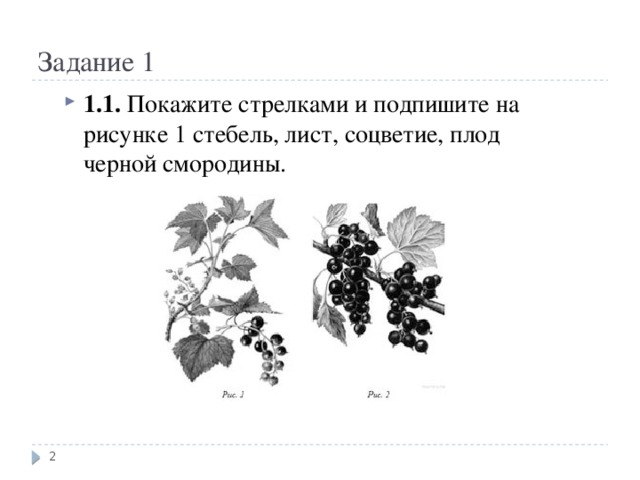 Задание 1
1.1. Покажите стрелками и подпишите на
рисунке 1 стебель, лист, соцветие, плод
черной смородины.
Рис. 1
Рис. 2
2